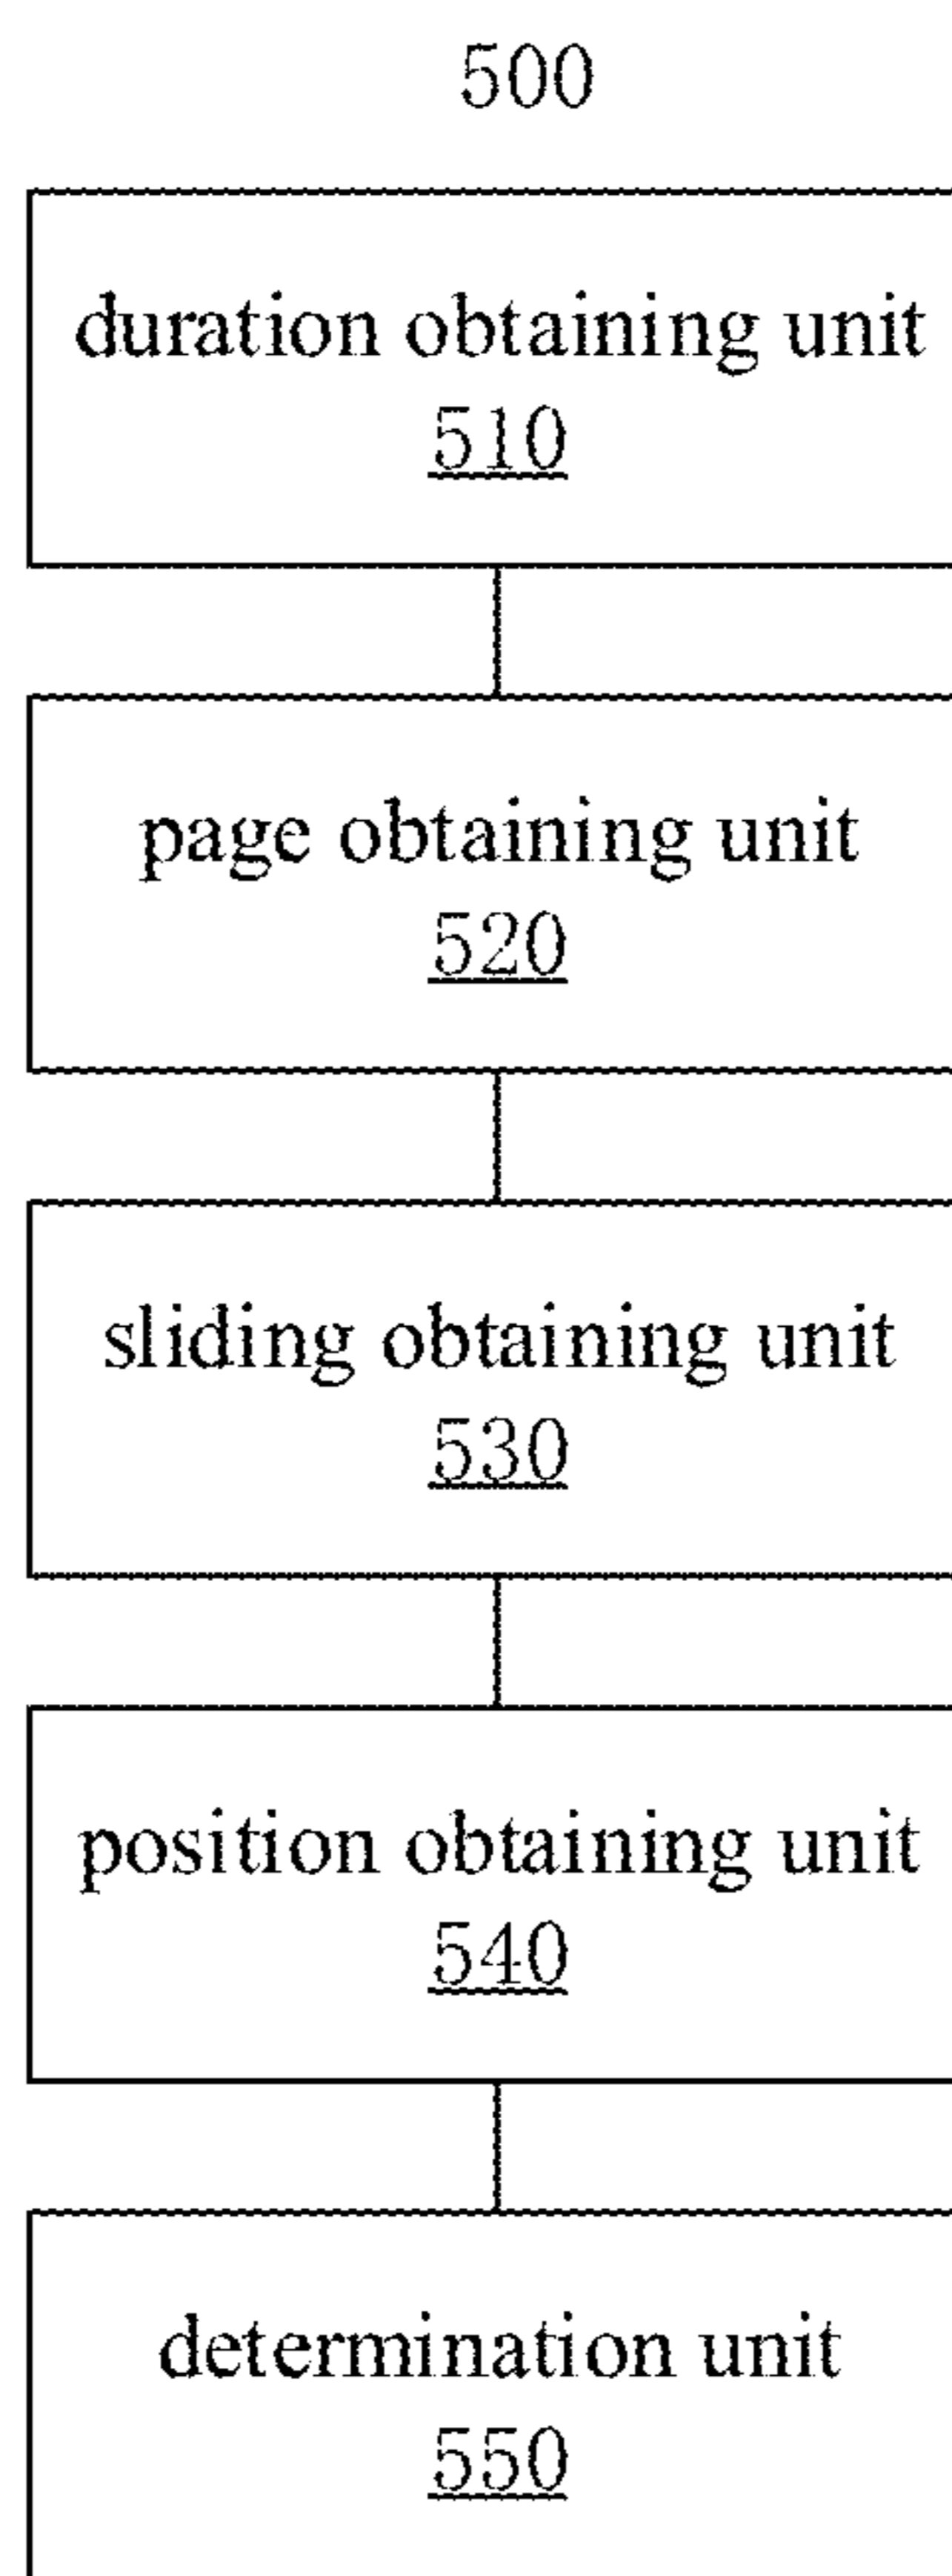 500
duration obtaining unit
510
page obtaining unit
520
sliding obtaining unit
530
position obtaining unit
540
determination unit
550